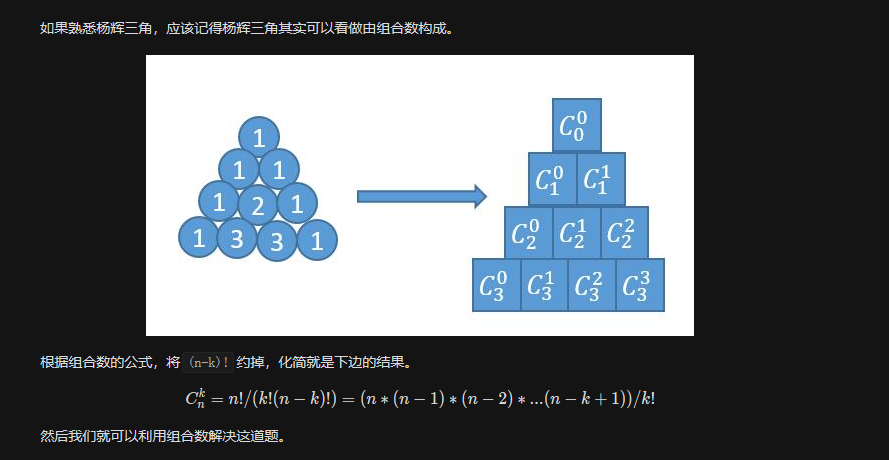 如果熟悉杨辉三角，应该记得杨辉三角其实可以看做由组合数构成。
1
1 1
1 2 1
1 3 3 1
C_0^0
C_1^0 C_1^1
C_2^0 C_2^1 C_2^2
C_3^0 C_3^1 C_3^2 C_3^3
根据组合数的公式，将 (n-k)! 约掉，化简就是下边的结果。
C_n^k = n!/(k!(n − k)!) = (n ∗ (n − 1) ∗ (n − 2) ∗ ...(n − k + 1))/k!
然后我们就可以利用组合数解决这道题。